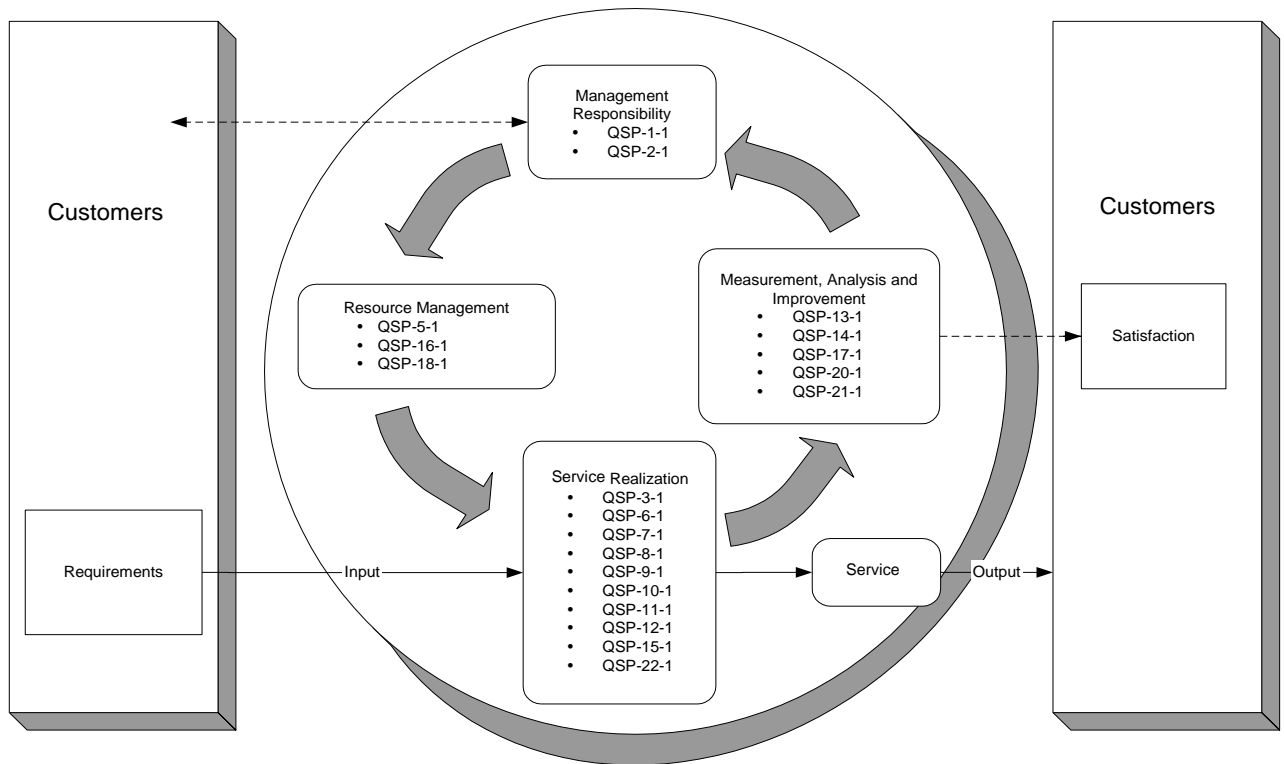 Customers
Requirements
Input
Management
Responsibility
• QSP-1-1
• QSP-2-1
Resource Management
• QSP-5-1
• QSP-16-1
• QSP-18-1
Service Realization
• QSP-3-1
• QSP-6-1
• QSP-7-1
• QSP-8-1
• QSP-9-1
• QSP-10-1
• QSP-11-1
• QSP-12-1
• QSP-15-1
• QSP-22-1
Measurement, Analysis and
Improvement
• QSP-13-1
• QSP-14-1
• QSP-17-1
• QSP-20-1
• QSP-21-1
Service
Output
Customers
Satisfaction